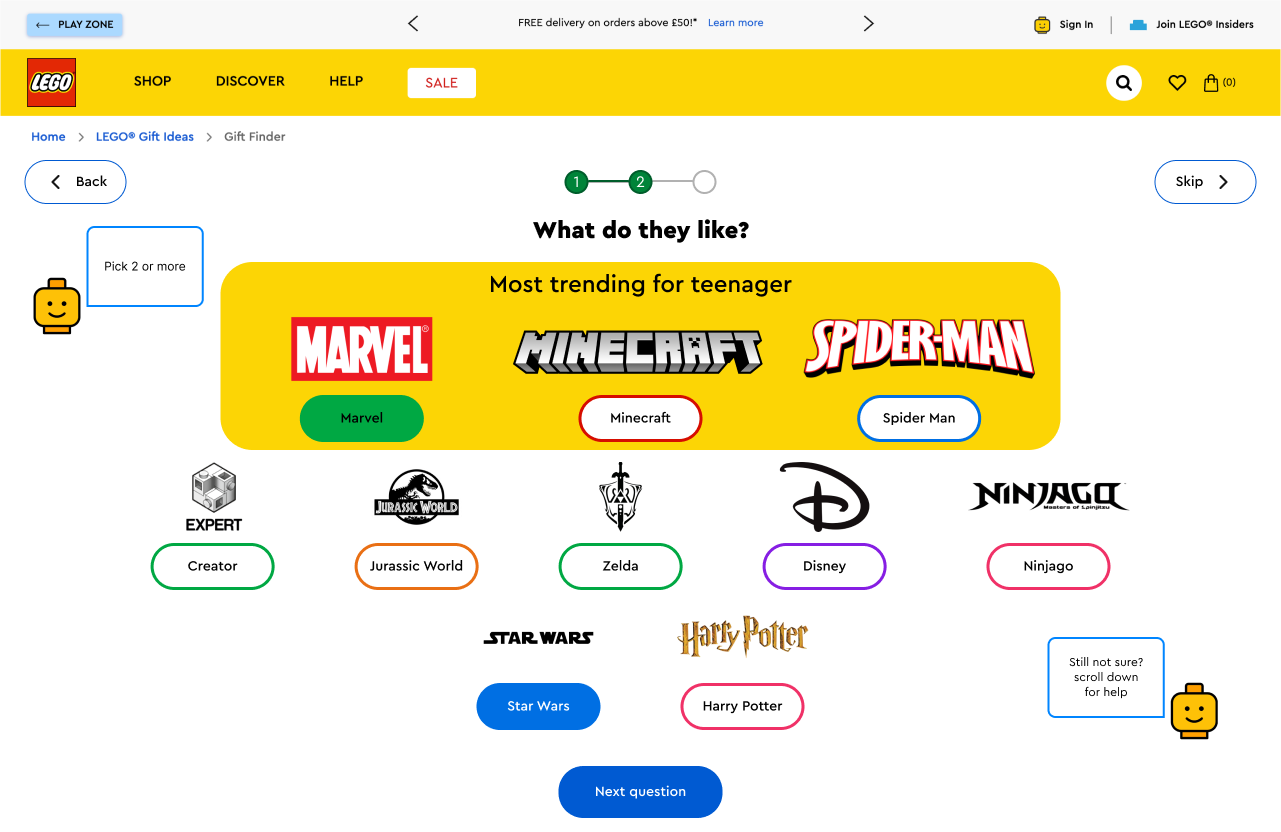 PLAY ZONE
FREE delivery on orders above £50!* Learn more
Sign In
Join LEGO® Insiders
LEGO
SHOP
DISCOVER
HELP
SALE
(0)
Home
LEGO® Gift Ideas
Gift Finder
Back
1
2
Skip
What do they like?
Pick 2 or more
Most trending for teenager
MARVEL®
MINECRAFT
SPIDER-MAN
Marvel
Minecraft
Spider Man
EXPERT
JURASSIC WORLD
NINJAGO
Masters of Spinjitzu
Creator
Jurassic World
Zelda
Disney
Ninjago
STAR WARS
Harry Potter
Star Wars
Harry Potter
Still not sure?
scroll down
for help
Next question